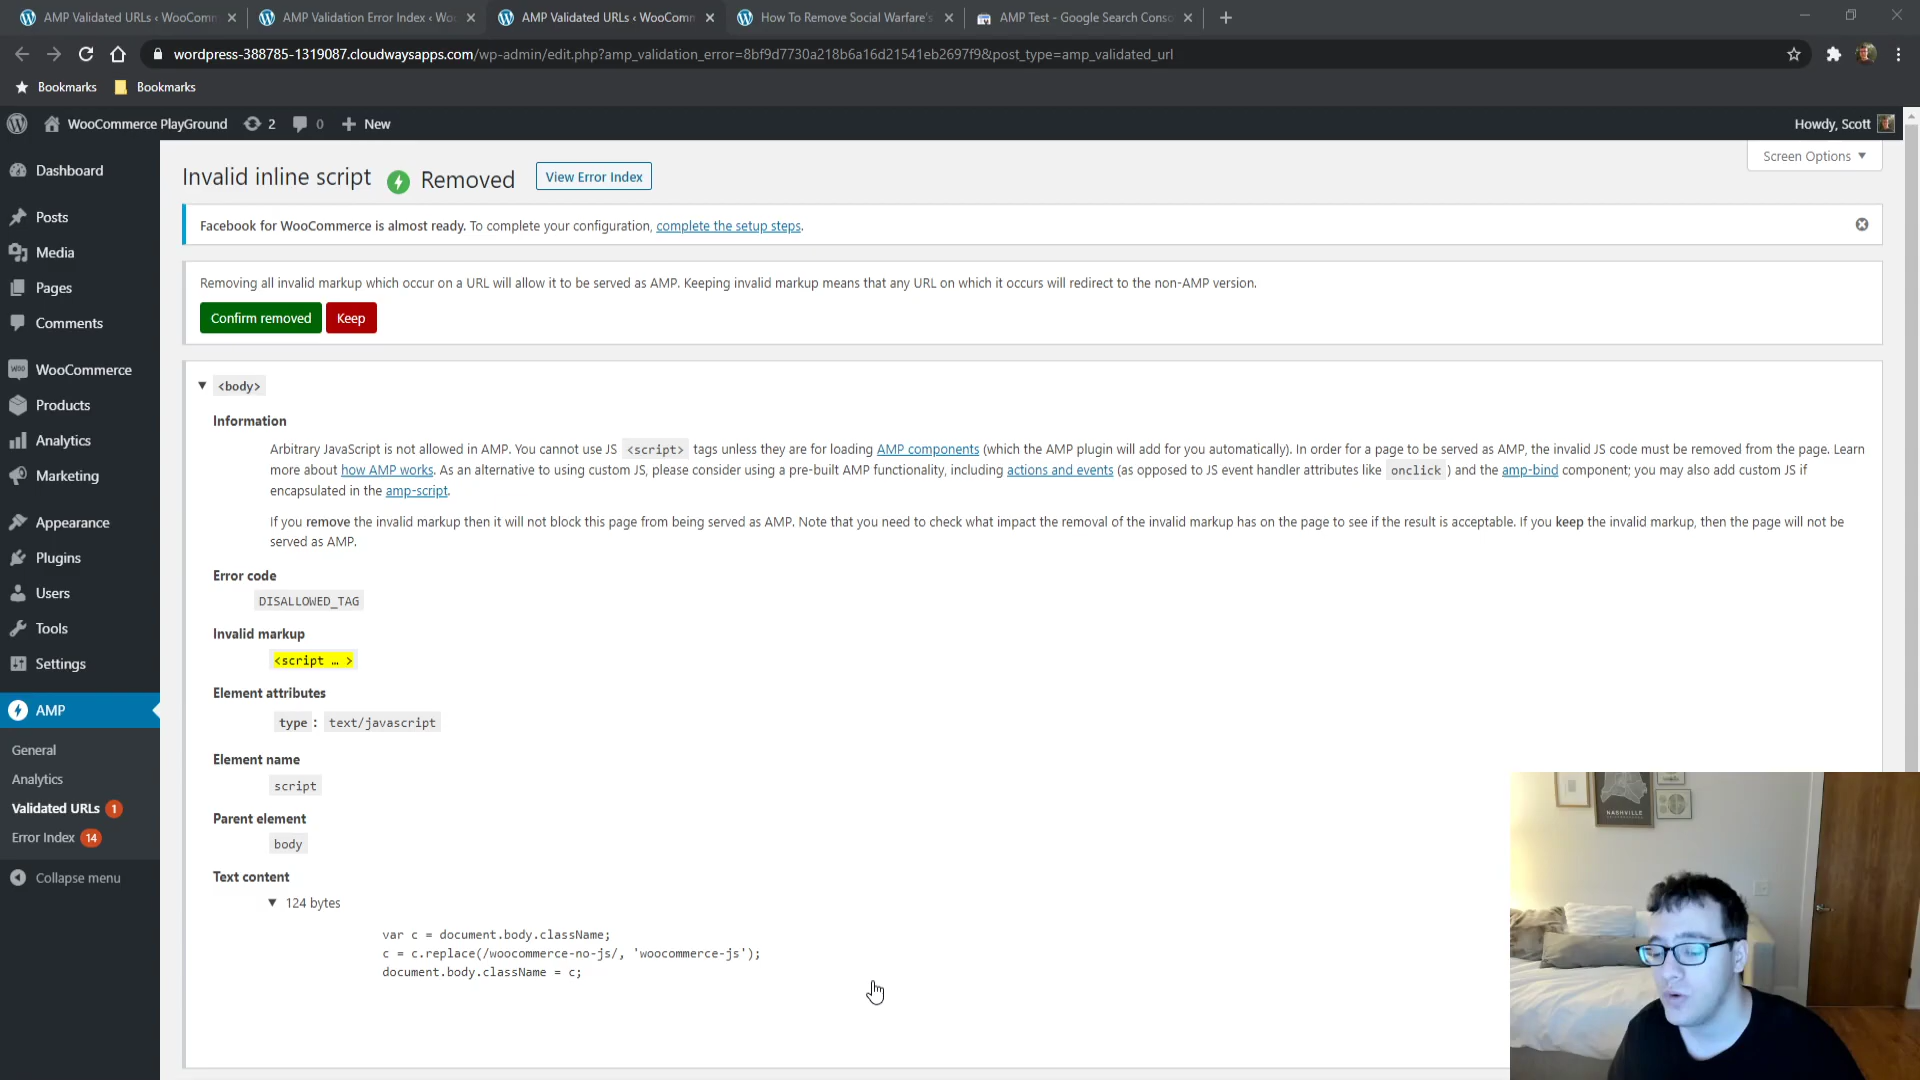 AMP Validated URLs ‹ WooComm
AMP Validation Error Index ‹ Woo
AMP Validated URLs ‹ WooComm
How To Remove Social Warfare's
AMP Test - Google Search Conso
wordpress-388785-1319087.cloudwaysapps.com/wp-admin/edit.php?amp_validation_error=8bf9d7730a218b6a16d21541eb2697f9&post_type=amp_validated_url
Bookmarks
Bookmarks
WooCommerce PlayGround
2
0
New
Howdy, Scott
Screen Options
Dashboard
Posts
Media
Pages
Comments
WooCommerce
Products
Analytics
Marketing
Appearance
Plugins
Users
Tools
Settings
AMP
General
Analytics
Validated URLs 1
Error Index 14
Collapse menu
Invalid inline script
Removed
View Error Index
Facebook for WooCommerce is almost ready. To complete your configuration, complete the setup steps.
Removing all invalid markup which occur on a URL will allow it to be served as AMP. Keeping invalid markup means that any URL on which it occurs will redirect to the non-AMP version.
Confirm removed
Keep
<body>
Information
Arbitrary JavaScript is not allowed in AMP. You cannot use JS <script> tags unless they are for loading AMP components (which the AMP plugin will add for you automatically). In order for a page to be served as AMP, the invalid JS code must be removed from the page. Learn
more about how AMP works. As an alternative to using custom JS, please consider using a pre-built AMP functionality, including actions and events (as opposed to JS event handler attributes like onclick ) and the amp-bind component; you may also add custom JS if
encapsulated in the amp-script.
If you remove the invalid markup then it will not block this page from being served as AMP. Note that you need to check what impact the removal of the invalid markup has on the page to see if the result is acceptable. If you keep the invalid markup, then the page will not be
served as AMP.
Error code
DISALLOWED_TAG
Invalid markup
<script … >
Element attributes
type : text/javascript
Element name
script
Parent element
body
Text content
124 bytes
var c = document.body.className;
c = c.replace(/woocommerce-no-js/, 'woocommerce-js');
document.body.className = c;
NASHVILLE